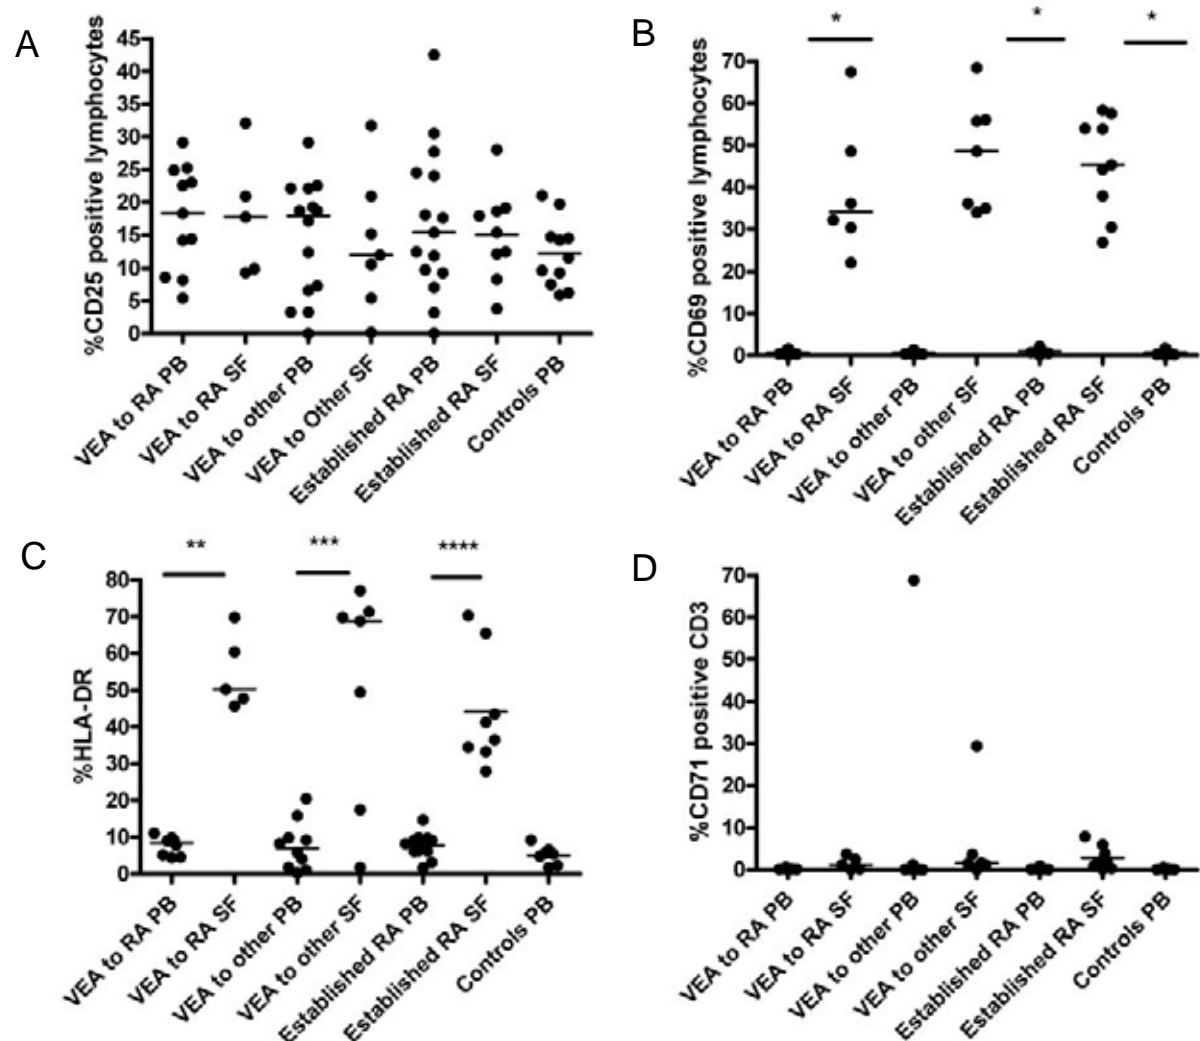 A
%CD25 positive lymphocytes
45
40
35
30
25
20
15
10
5
0
VEA to RA PB
VEA to RA SF
VEA to other PB
VEA to Other SF
Established RA PB
Established RA SF
Controls PB
B
%CD69 positive lymphocytes
* * *
70
60
50
40
30
20
10
0
VEA to RA PB
VEA to RA SF
VEA to other PB
VEA to other SF
Established RA PB
Established RA SF
Controls PB
C
%HLA-DR
** *** ****
80
70
60
50
40
30
20
10
0
VEA to RA PB
VEA to RA SF
VEA to other PB
VEA to other SF
Established RA PB
Established RA SF
Controls PB
D
%CD71 positive CD3
70
60
50
40
30
20
10
0
VEA to RA PB
VEA to RA SF
VEA to other PB
VEA to other SF
Established RA PB
Established RA SF
Controls PB